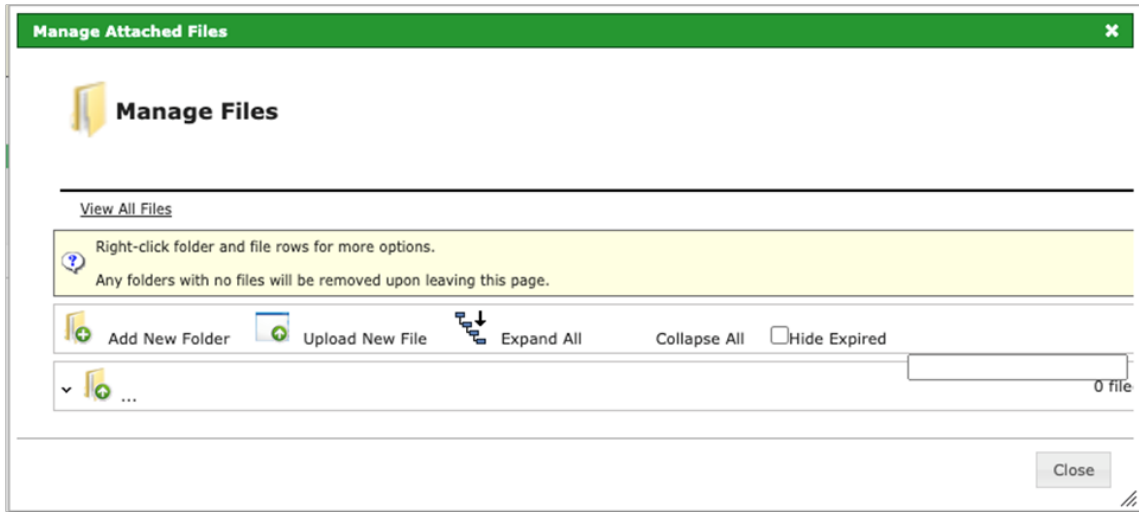 Manage Attached Files
Manage Files
View All Files
Right-click folder and file rows for more options.
Any folders with no files will be removed upon leaving this page.
Add New Folder Upload New File Expand All Collapse All Hide Expired
... 0 file
Close